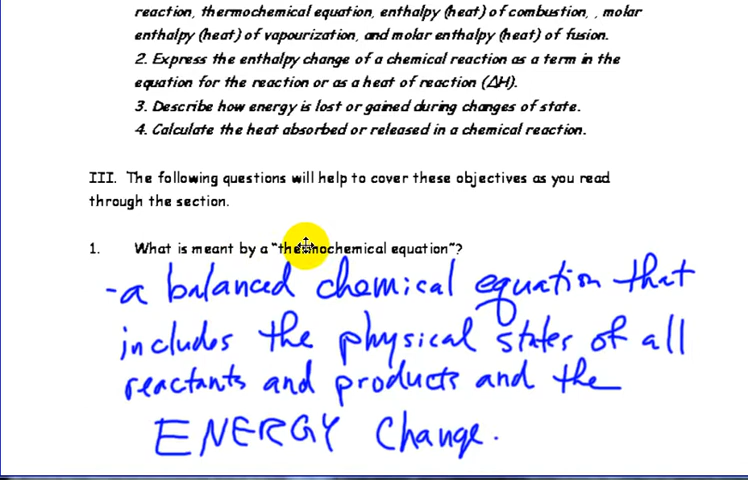 reaction, thermochemical equation, enthalpy (heat) of combustion, , molar
enthalpy (heat) of vapourization, and molar enthalpy (heat) of fusion.
2. Express the enthalpy change of a chemical reaction as a term in the
equation for the reaction or as a heat of reaction (ΔH).
3. Describe how energy is lost or gained during changes of state.
4. Calculate the heat absorbed or released in a chemical reaction.
III. The following questions will help to cover these objectives as you read
through the section.
1. What is meant by a "thermochemical equation"?
- a balanced chemical equation that
includes the physical states of all
reactants and products and the
ENERGY Change.